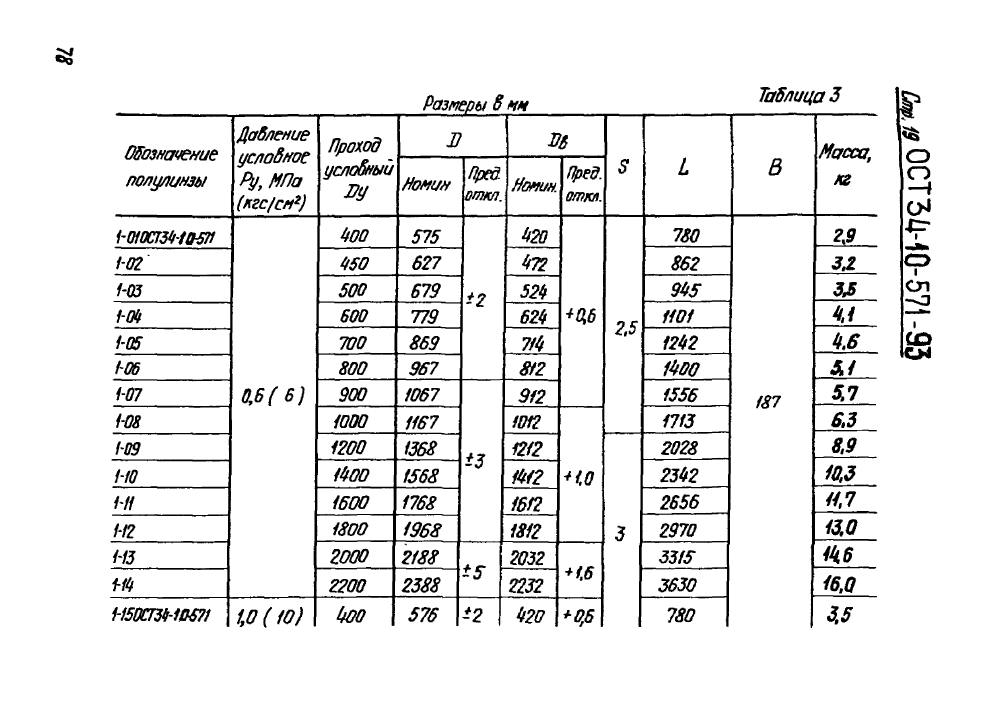 78
Стр. 19 ОСТ 34-10-571-93
Таблица 3
Размеры в мм
Обозначение полулинзы | Давление условное Ру, МПа (кгс/см²) | Проход условный Dу | D Номин | D Пред. откл. | Dв Номин. | Dв Пред. откл. | S | L | B | Масса, кг
1-01ОСТ34-10-571 | 0,6 ( 6 ) | 400 | 575 | ±2 | 420 | +0,6 | 2,5 | 780 | 187 | 2,9
1-02 | 450 | 627 | 472 | 862 | 3,2
1-03 | 500 | 679 | 524 | 945 | 3,5
1-04 | 600 | 779 | 624 | 1101 | 4,1
1-05 | 700 | 869 | 714 | 1242 | 4,6
1-06 | 800 | 967 | 812 | 1400 | 5,1
1-07 | 900 | 1067 | ±3 | 912 | 1556 | 5,7
1-08 | 1000 | 1167 | 1012 | +1,0 | 1713 | 6,3
1-09 | 1200 | 1368 | 1212 | 3 | 2028 | 8,9
1-10 | 1400 | 1568 | 1412 | 2342 | 10,3
1-11 | 1600 | 1768 | 1612 | 2656 | 11,7
1-12 | 1800 | 1968 | 1812 | 2970 | 13,0
1-13 | 2000 | 2188 | ±5 | 2032 | +1,6 | 3315 | 14,6
1-14 | 2200 | 2388 | 2232 | 3630 | 16,0
1-15ОСТ34-10-571 | 1,0 ( 10 ) | 400 | 576 | ±2 | 420 | +0,6 | 780 | 3,5